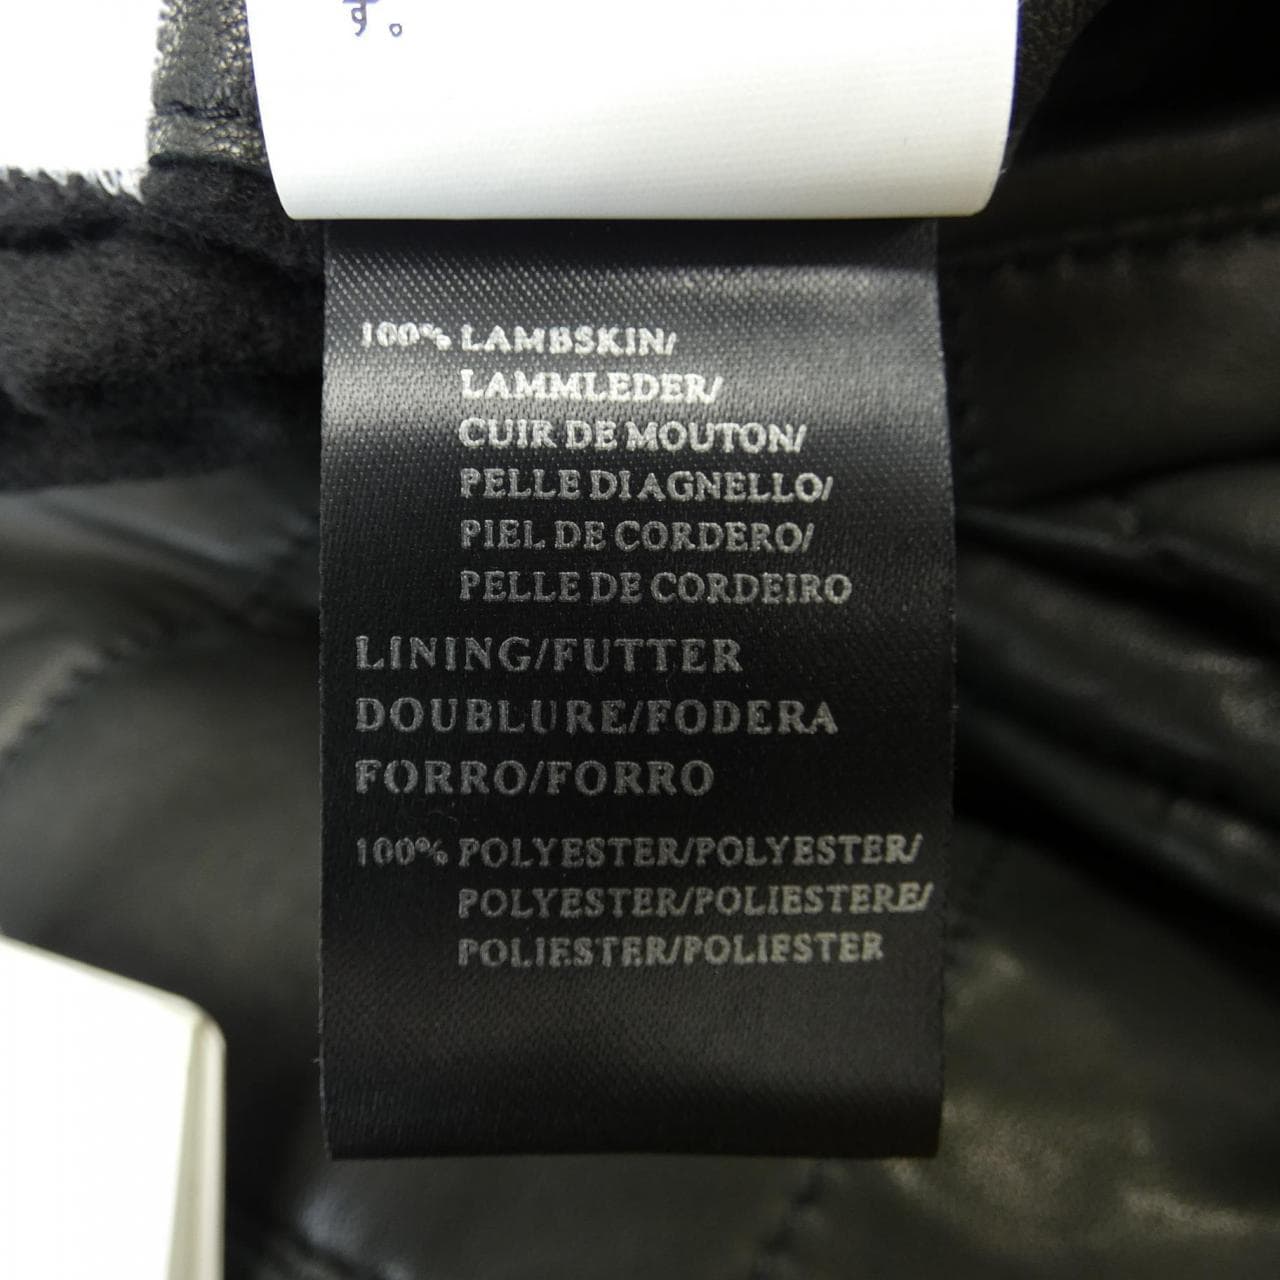 す。
100% LAMBSKIN/
LAMMLEDER/
CUIR DE MOUTON/
PELLE DI AGNELLO/
PIEL DE CORDERO/
PELLE DE CORDEIRO
LINING/FUTTER
DOUBLURE/FODERA
FORRO/FORRO
100% POLYESTER/POLYESTER/
POLYESTER/POLIESTERE/
POLIESTER/POLIESTER